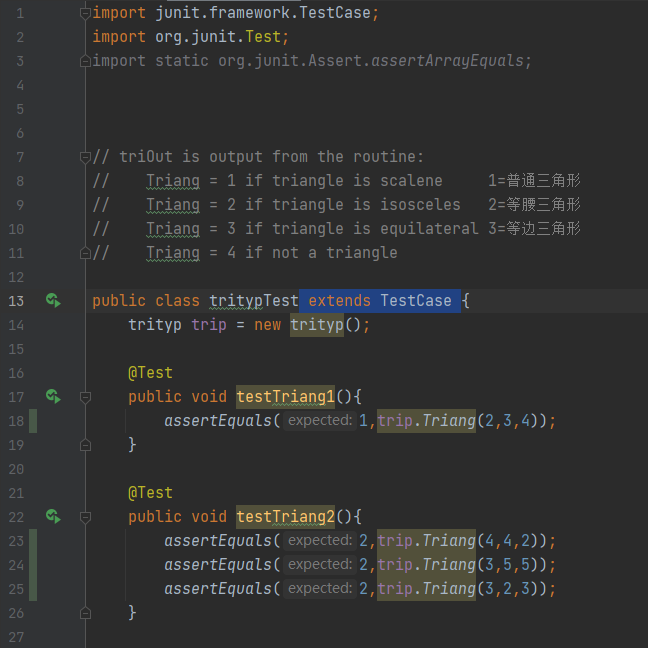 1 import junit.framework.TestCase;
2 import org.junit.Test;
3 import static org.junit.Assert.assertArrayEquals;
4
5
6
7 // triOut is output from the routine:
8 //    Triang = 1 if triangle is scalene     1=普通三角形
9 //    Triang = 2 if triangle is isosceles   2=等腰三角形
10 //    Triang = 3 if triangle is equilateral 3=等边三角形
11 //    Triang = 4 if not a triangle
12
13 public class tritypTest extends TestCase {
14     trityp trip = new trityp();
15
16     @Test
17     public void testTriang1(){
18         assertEquals( expected: 1,trip.Triang(2,3,4));
19     }
20
21     @Test
22     public void testTriang2(){
23         assertEquals( expected: 2,trip.Triang(4,4,2));
24         assertEquals( expected: 2,trip.Triang(3,5,5));
25         assertEquals( expected: 2,trip.Triang(3,2,3));
26     }
27